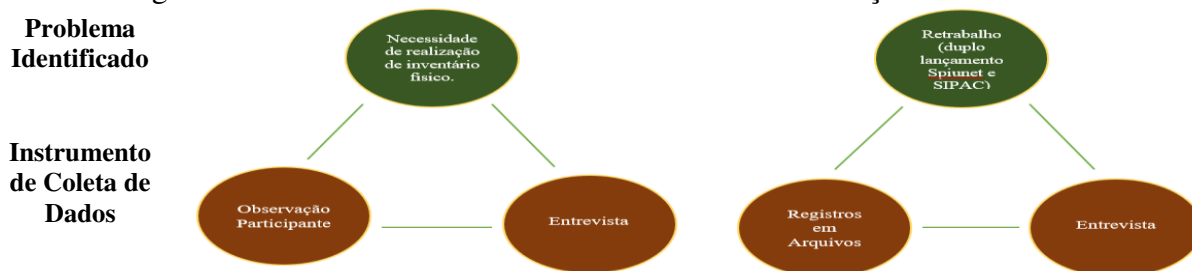 Problema
Identificado
Necessidade
de realização
de inventário
físico.
Retrabalho
(duplo
lançamento
Spiunet e
SIPAC)
Instrumento
de Coleta de
Dados
Observação
Participante
Entrevista
Registros
em
Arquivos
Entrevista